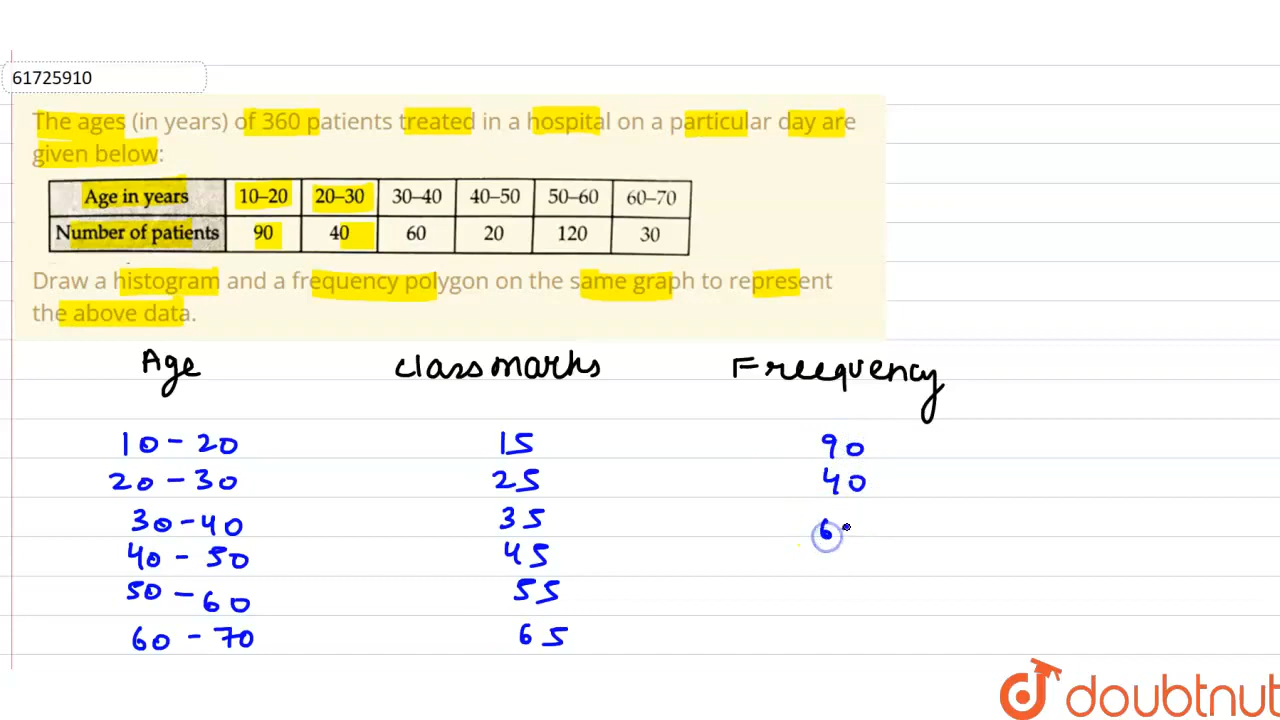 61725910
The ages (in years) of 360 patients treated in a hospital on a particular day are
given below:
Age in years 10–20 20–30 30–40 40–50 50–60 60–70
Number of patients 90 40 60 20 120 30
Draw a histogram and a frequency polygon on the same graph to represent
the above data.
Age classmarks Freequency
10-20 15 90
20-30 25 40
30-40 35 6
40-50 45
50-60 55
60-70 65
doubtnut